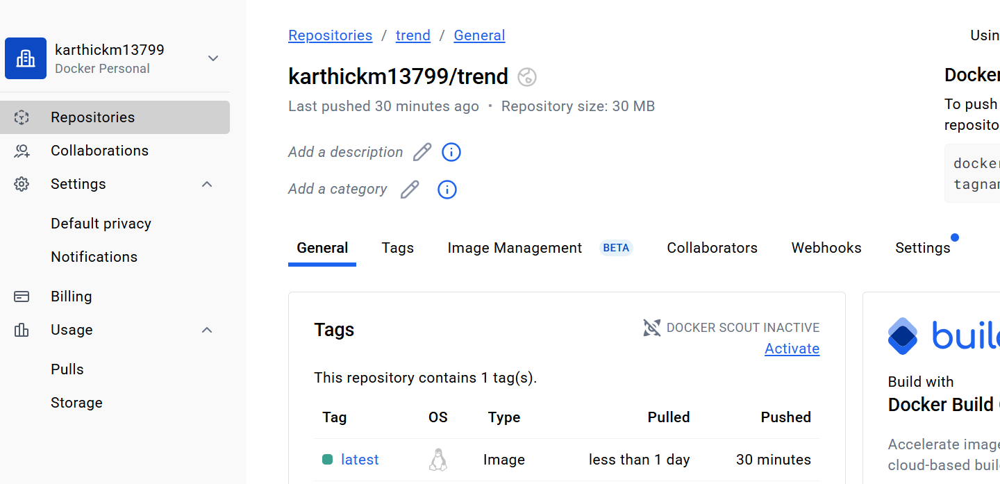 karthickm13799
Docker Personal
Repositories
Collaborations
Settings
Default privacy
Notifications
Billing
Usage
Pulls
Storage
Repositories / trend / General
Usin
karthickm13799/trend
Last pushed 30 minutes ago • Repository size: 30 MB
Add a description
Add a category
Docker
To push
reposito
docker
tagnam
General Tags Image Management BETA Collaborators Webhooks Settings
Tags
DOCKER SCOUT INACTIVE
Activate
This repository contains 1 tag(s).
Tag OS Type Pulled Pushed
latest Image less than 1 day 30 minutes
build
Build with
Docker Build
Accelerate image
cloud-based buil